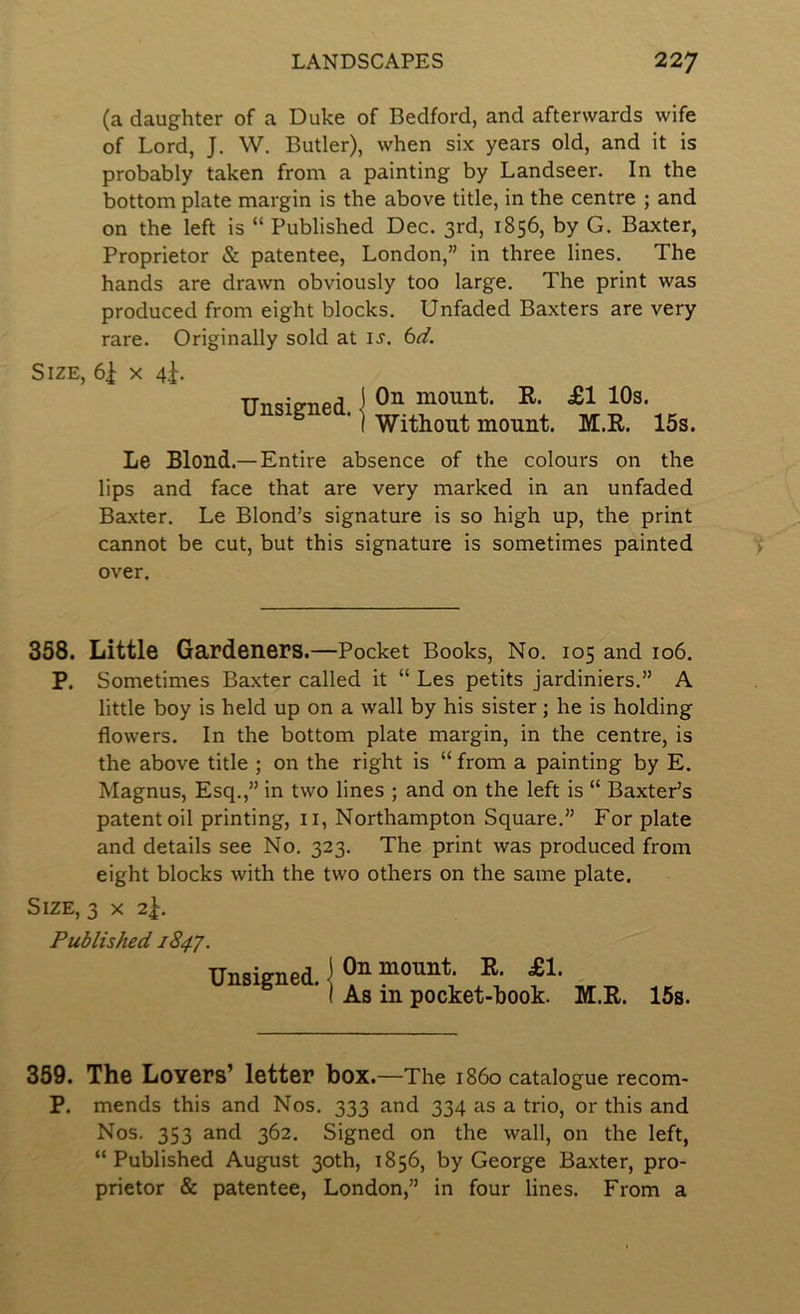 LANDSCAPES 227
(a daughter of a Duke of Bedford, and afterwards wife
of Lord, J. W. Butler), when six years old, and it is
probably taken from a painting by Landseer. In the
bottom plate margin is the above title, in the centre ; and
on the left is “ Published Dec. 3rd, 1856, by G. Baxter,
Proprietor & patentee, London,” in three lines. The
hands are drawn obviously too large. The print was
produced from eight blocks. Unfaded Baxters are very
rare. Originally sold at 1s. 6d.
SIZE, 6¼ x 4¼.
Unsigned. { On mount. R. £1 10s.
Without mount. M.R. 15s.
Le Blond.—Entire absence of the colours on the
lips and face that are very marked in an unfaded
Baxter. Le Blond’s signature is so high up, the print
cannot be cut, but this signature is sometimes painted
over.
358. Little Gardeners.—Pocket Books, No. 105 and 106.
P. Sometimes Baxter called it “ Les petits jardiniers.” A
little boy is held up on a wall by his sister ; he is holding
flowers. In the bottom plate margin, in the centre, is
the above title ; on the right is “ from a painting by E.
Magnus, Esq.,” in two lines ; and on the left is “ Baxter’s
patent oil printing, 11, Northampton Square.” For plate
and details see No. 323. The print was produced from
eight blocks with the two others on the same plate.
SIZE, 3 x 2¼.
Published 1847.
Unsigned. { On mount. R. £1.
As in pocket-book. M.R. 15s.
359. The Lovers’ letter box.—The 1860 catalogue recom-
P. mends this and Nos. 333 and 334 as a trio, or this and
Nos. 353 and 362. Signed on the wall, on the left,
“ Published August 30th, 1856, by George Baxter, pro-
prietor & patentee, London,” in four lines. From a